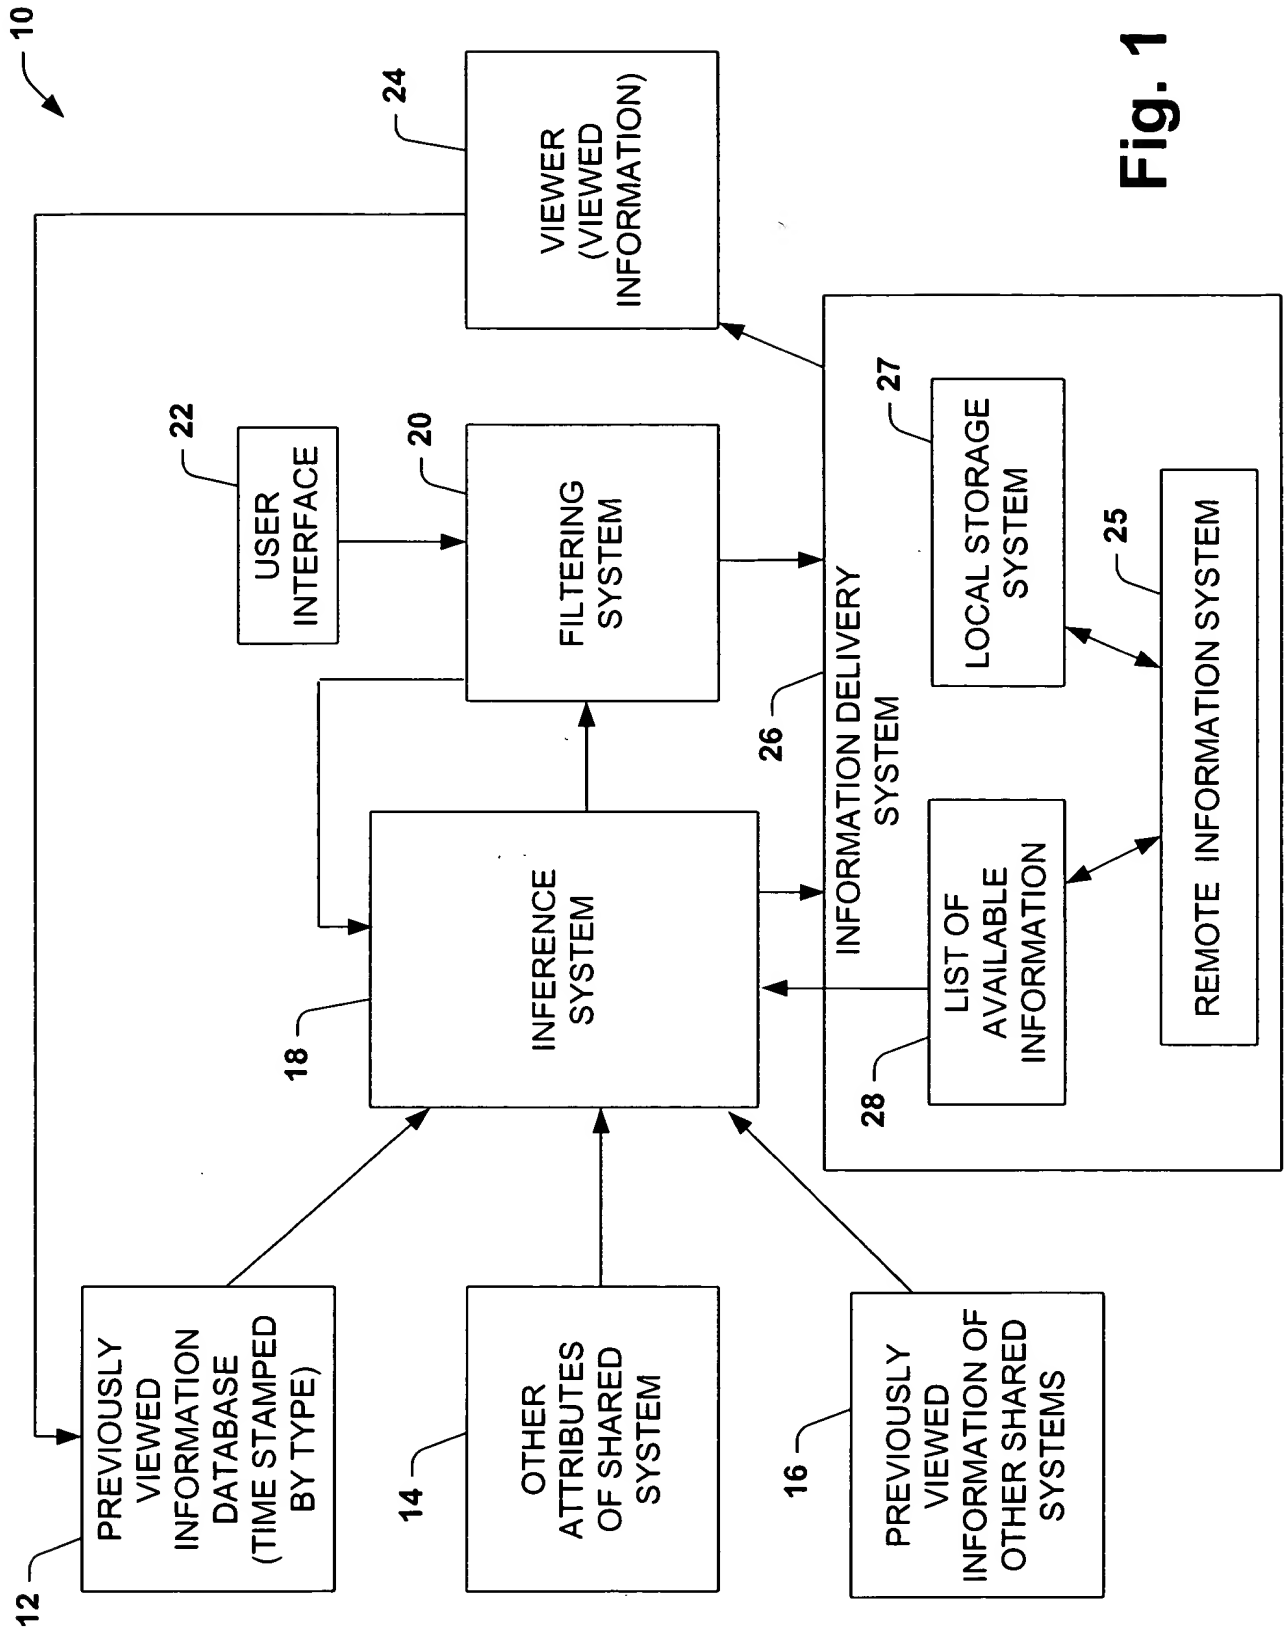 10
12
PREVIOUSLY
VIEWED
INFORMATION
DATABASE
(TIME STAMPED
BY TYPE)
14
OTHER
ATTRIBUTES
OF SHARED
SYSTEM
16
PREVIOUSLY
VIEWED
INFORMATION OF
OTHER SHARED
SYSTEMS
18
INFERENCE
SYSTEM
22
USER
INTERFACE
20
FILTERING
SYSTEM
24
VIEWER
(VIEWED
INFORMATION)
26
INFORMATION DELIVERY
SYSTEM
28
LIST OF
AVAILABLE
INFORMATION
27
LOCAL STORAGE
SYSTEM
25
REMOTE INFORMATION SYSTEM
Fig. 1